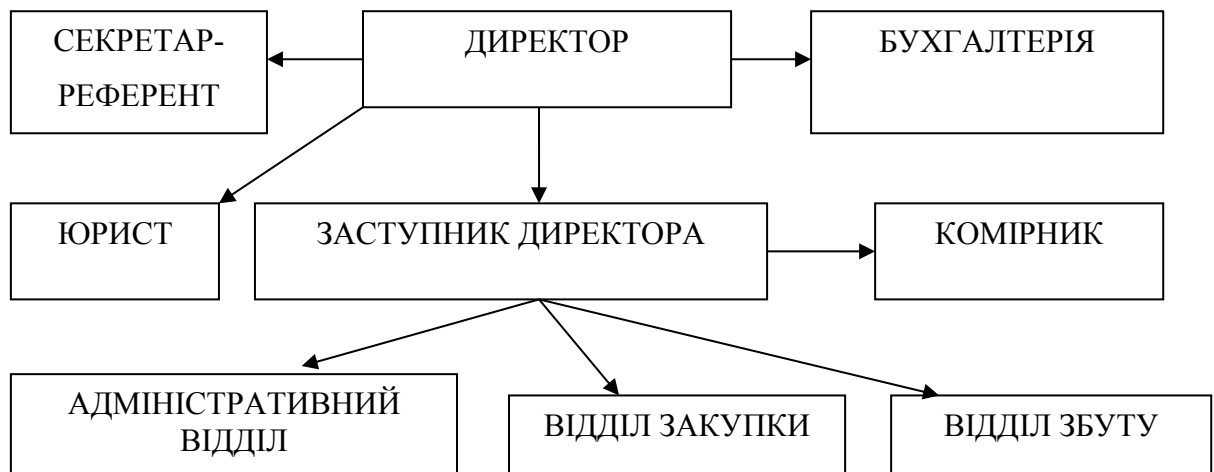 СЕКРЕТАР-
РЕФЕРЕНТ
ДИРЕКТОР
БУХГАЛТЕРІЯ
ЮРИСТ
ЗАСТУПНИК ДИРЕКТОРА
КОМІРНИК
АДМІНІСТРАТИВНИЙ
ВІДДІЛ
ВІДДІЛ ЗАКУПКИ
ВІДДІЛ ЗБУТУ